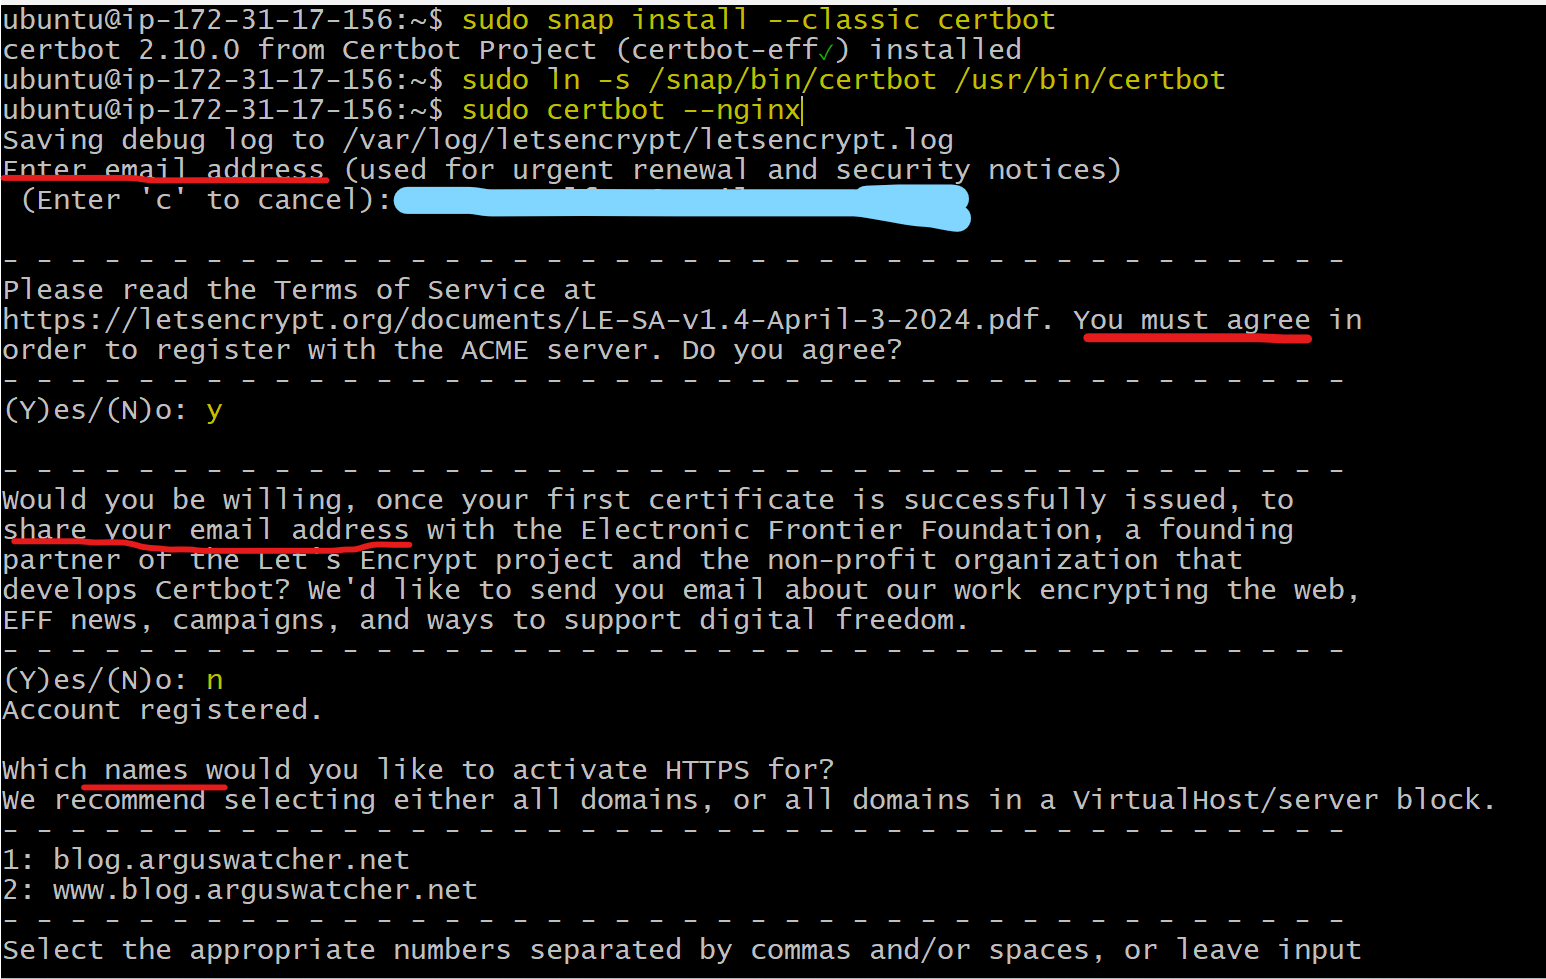 ubuntu@ip-172-31-17-156:~$ sudo snap install --classic certbot
certbot 2.10.0 from Certbot Project (certbot-eff✓) installed
ubuntu@ip-172-31-17-156:~$ sudo ln -s /snap/bin/certbot /usr/bin/certbot
ubuntu@ip-172-31-17-156:~$ sudo certbot --nginx
Saving debug log to /var/log/letsencrypt/letsencrypt.log
Enter email address (used for urgent renewal and security notices)
 (Enter 'c' to cancel):
- - - - - - - - - - - - - - - - - - - - - - - - - - - - - - - - - - - - - - - -
Please read the Terms of Service at
https://letsencrypt.org/documents/LE-SA-v1.4-April-3-2024.pdf. You must agree in
order to register with the ACME server. Do you agree?
- - - - - - - - - - - - - - - - - - - - - - - - - - - - - - - - - - - - - - - -
(Y)es/(N)o: y
- - - - - - - - - - - - - - - - - - - - - - - - - - - - - - - - - - - - - - - -
Would you be willing, once your first certificate is successfully issued, to
share your email address with the Electronic Frontier Foundation, a founding
partner of the Let's Encrypt project and the non-profit organization that
develops Certbot? We'd like to send you email about our work encrypting the web,
EFF news, campaigns, and ways to support digital freedom.
- - - - - - - - - - - - - - - - - - - - - - - - - - - - - - - - - - - - - - - -
(Y)es/(N)o: n
Account registered.
Which names would you like to activate HTTPS for?
We recommend selecting either all domains, or all domains in a VirtualHost/server block.
- - - - - - - - - - - - - - - - - - - - - - - - - - - - - - - - - - - - - - - -
1: blog.arguswatcher.net
2: www.blog.arguswatcher.net
- - - - - - - - - - - - - - - - - - - - - - - - - - - - - - - - - - - - - - - -
Select the appropriate numbers separated by commas and/or spaces, or leave input